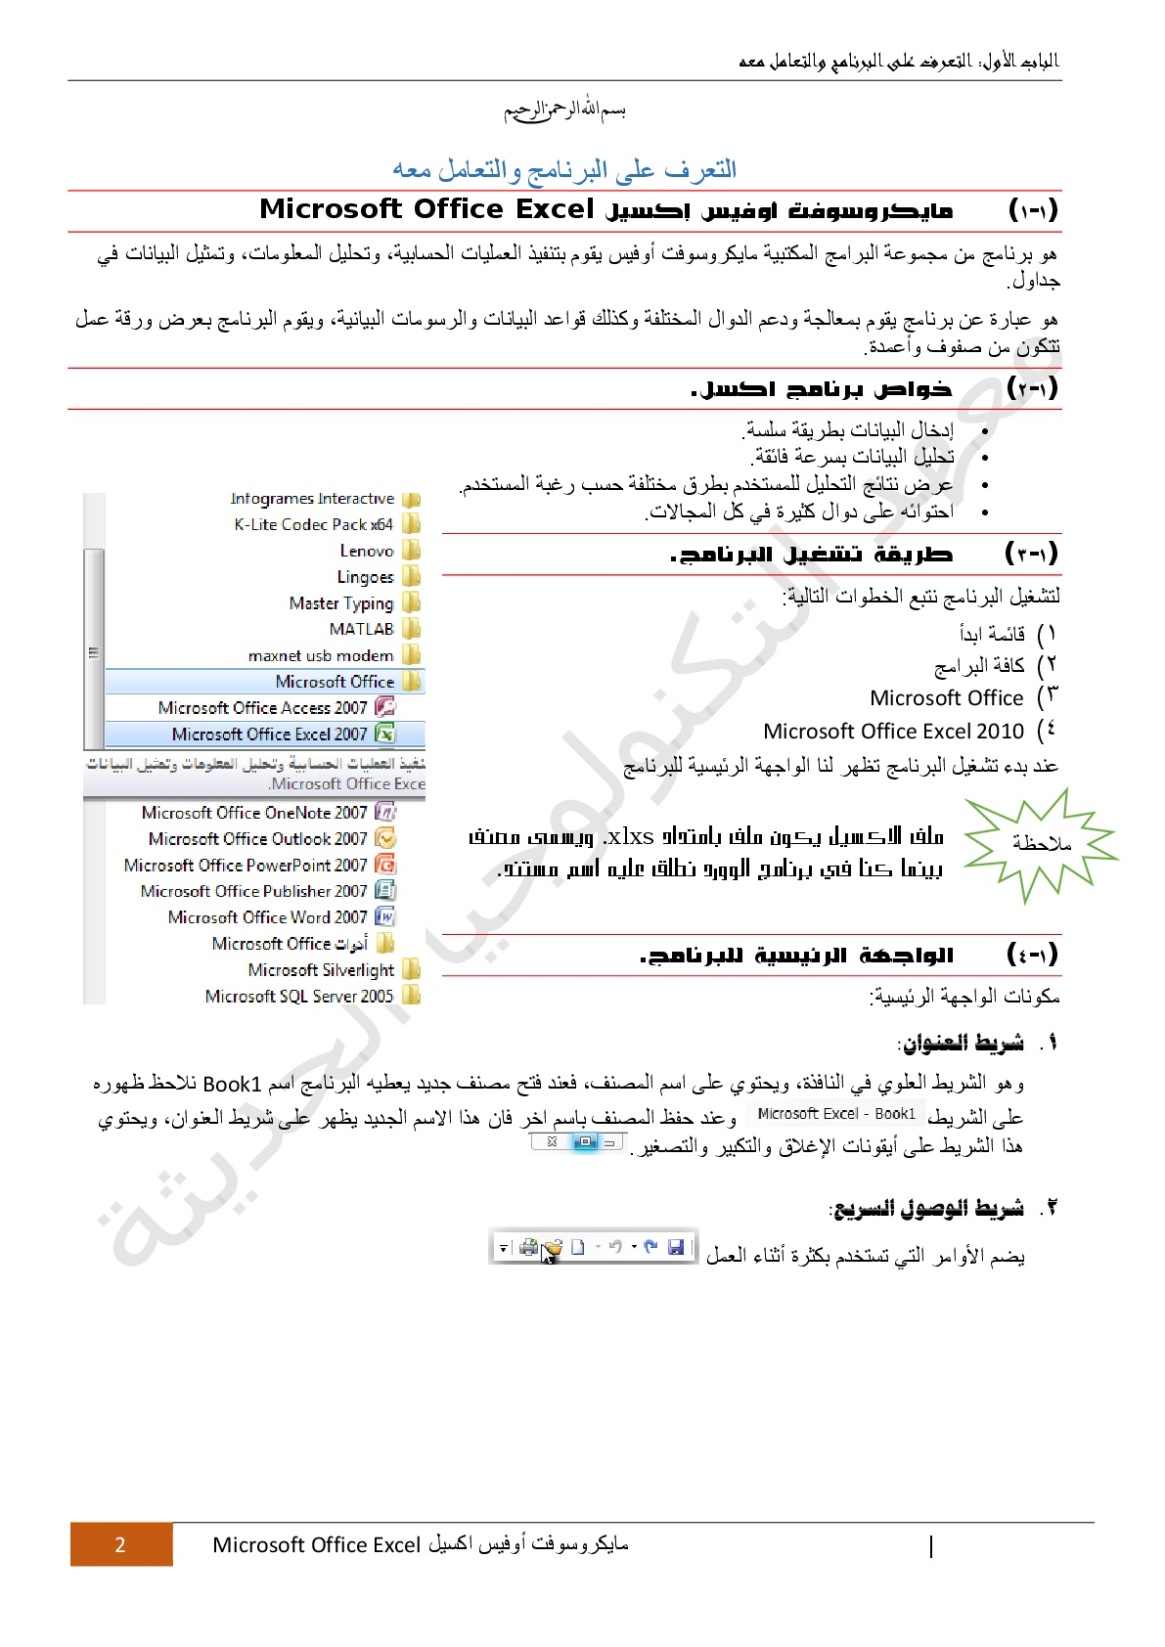 الباب الأول: التعرف على البرنامج والتعامل معه
بسم الله الرحمن الرحيم
التعرف على البرنامج والتعامل معه
(١-١) مايكروسوفت أوفيس إكسيل Microsoft Office Excel
هو برنامج من مجموعة البرامج المكتبية مايكروسوفت أوفيس يقوم بتنفيذ العمليات الحسابية، وتحليل المعلومات، وتمثيل البيانات في
جداول.
هو عبارة عن برنامج يقوم بمعالجة ودعم الدوال المختلفة وكذلك قواعد البيانات والرسومات البيانية، ويقوم البرنامج بعرض ورقة عمل
تتكون من صفوف وأعمدة.
(١-٢) خواص برنامج اكسل.
• إدخال البيانات بطريقة سلسة.
• تحليل البيانات بسرعة فائقة.
• عرض نتائج التحليل للمستخدم بطرق مختلفة حسب رغبة المستخدم.
• احتوائه على دوال كثيرة في كل المجالات.
(١-٣) طريقة تشغيل البرنامج.
لتشغيل البرنامج نتبع الخطوات التالية:
١) قائمة ابدأ
٢) كافة البرامج
٣) Microsoft Office
٤) Microsoft Office Excel 2010
عند بدء تشغيل البرنامج تظهر لنا الواجهة الرئيسية للبرنامج
Infogrames Interactive
K-Lite Codec Pack x64
Lenovo
Lingoes
Master Typing
MATLAB
maxnet usb modem
Microsoft Office
Microsoft Office Access 2007
Microsoft Office Excel 2007
نفيذ العمليات الحسابية وتحليل المعلومات وتمثيل البيانات
Microsoft Office Exce.
Microsoft Office OneNote 2007
Microsoft Office Outlook 2007
Microsoft Office PowerPoint 2007
Microsoft Office Publisher 2007
Microsoft Office Word 2007
أدوات Microsoft Office
Microsoft Silverlight
Microsoft SQL Server 2005
ملاحظة
ملف الاكسيل يكون ملف بامتداد xlxs. ويسمى مصنف
بينما كنا في برنامج الوورد نطلق عليه اسم مستند.
(١-٤) الواجهة الرئيسية للبرنامج.
مكونات الواجهة الرئيسية:
١. شريط العنوان:
وهو الشريط العلوي في النافذة، ويحتوي على اسم المصنف، فعند فتح مصنف جديد يعطيه البرنامج اسم Book1 نلاحظ ظهوره
على الشريط، Microsoft Excel - Book1 وعند حفظ المصنف باسم اخر فان هذا الاسم الجديد يظهر على شريط العنوان، ويحتوي
هذا الشريط على أيقونات الإغلاق والتكبير والتصغير.
٢. شريط الوصول السريع:
يضم الأوامر التي تستخدم بكثرة أثناء العمل
معهد التكنولوجيا الحديثة
2 مايكروسوفت أوفيس اكسيل Microsoft Office Excel |